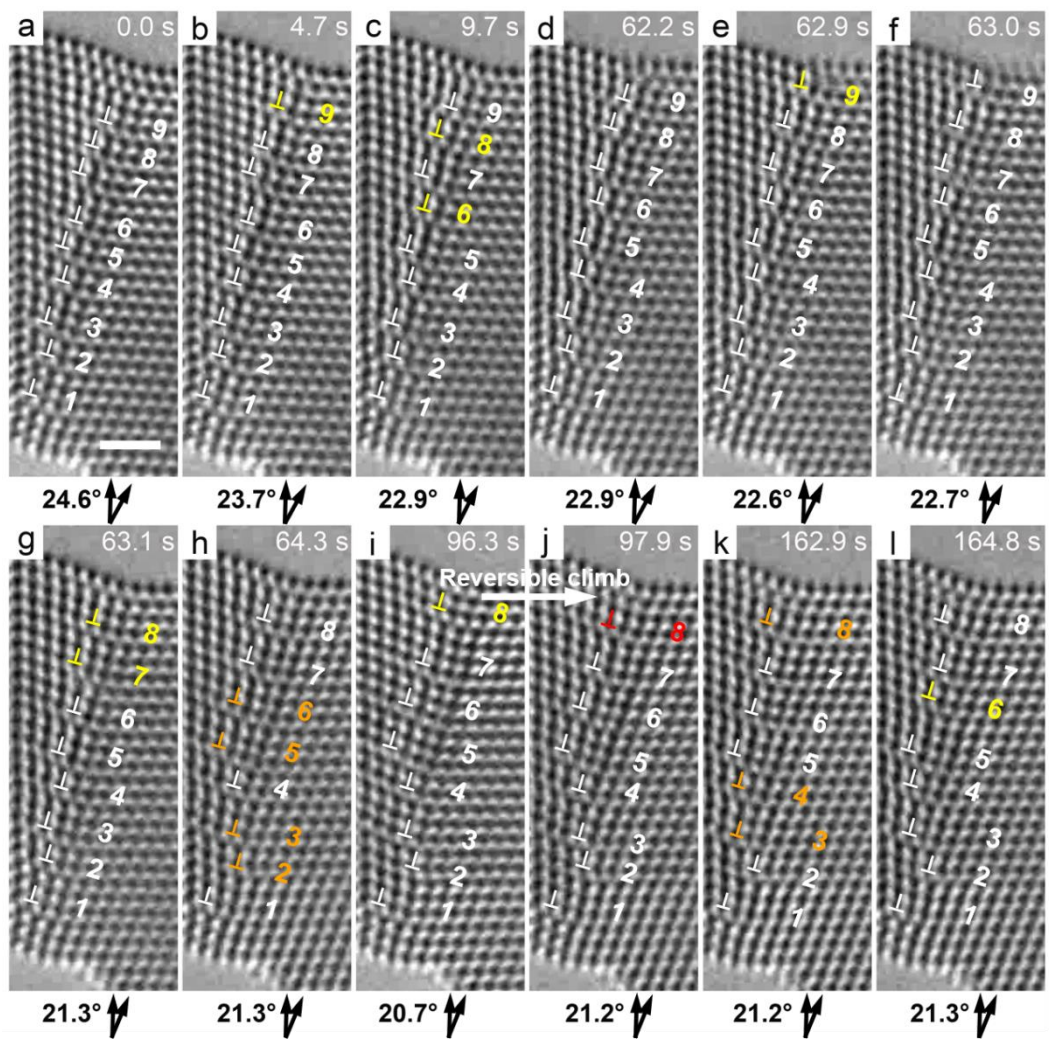 a 0.0 s b 4.7 s c 9.7 s d 62.2 s e 62.9 s f 63.0 s
9 9 9 9 9 9
8 8 8 8 8 8
7 7 7 7 7 7
6 6 6 6 6 6
5 5 5 5 5 5
4 4 4 4 4 4
3 3 3 3 3 3
2 2 2 2 2 2
1 1 1 1 1 1
24.6° 23.7° 22.9° 22.9° 22.6° 22.7°
g 63.1 s h 64.3 s i 96.3 s j 97.9 s k 162.9 s l 164.8 s
Reversible climb
8 8 8 8 8 8
7 7 7 7 7 7
6 6 6 6 6 6
5 5 5 5 5 5
4 4 4 4 4 4
3 3 3 3 3 3
2 2 2 2 2 2
1 1 1 1 1 1
21.3° 21.3° 20.7° 21.2° 21.2° 21.3°